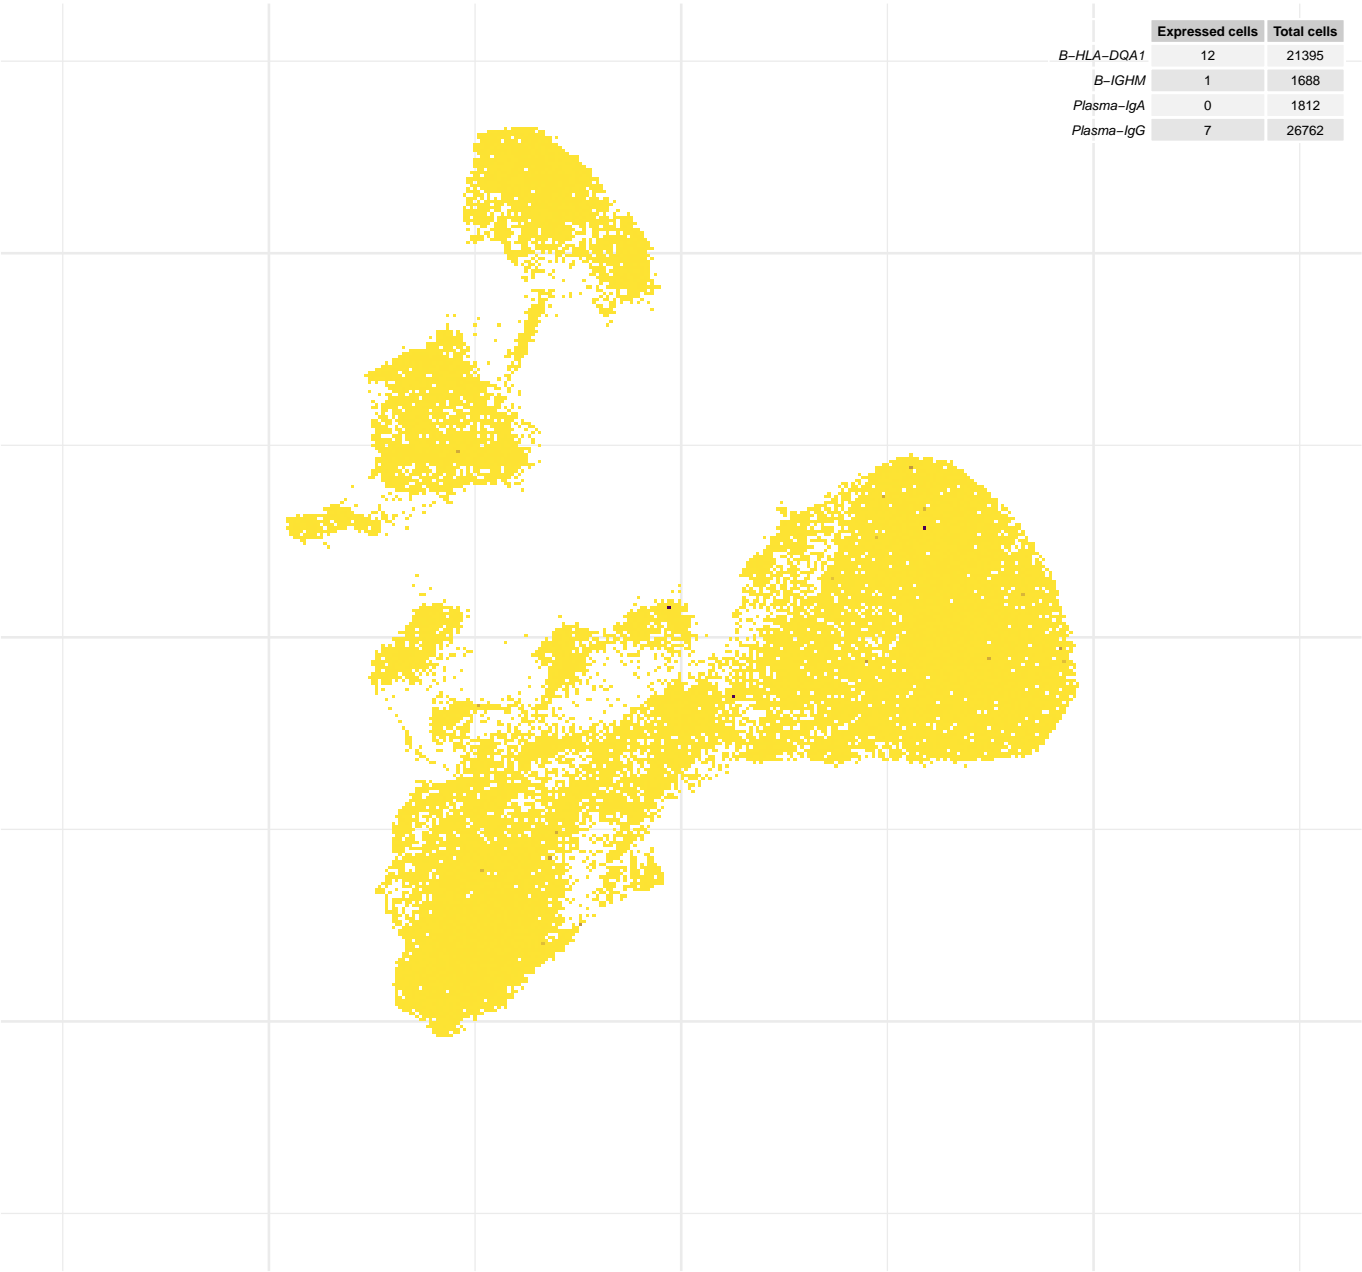 Expressed cells Total cells
B−HLA−DQA1 12 21395
B−IGHM 1 1688
Plasma−IgA 0 1812
Plasma−IgG 7 26762